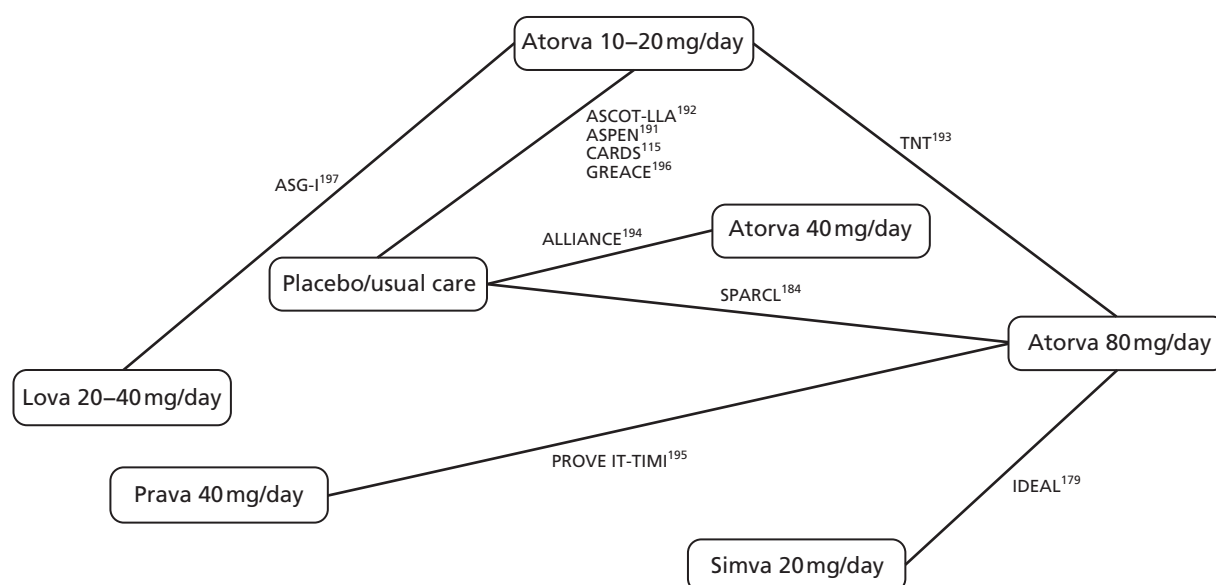 Atorva 10–20 mg/day
ASCOT-LLA192
ASPEN191
CARDS115
GREACE196
TNT193
ASG-I197
Atorva 40 mg/day
ALLIANCE194
Placebo/usual care
SPARCL184
Atorva 80 mg/day
Lova 20–40 mg/day
PROVE IT-TIMI195
Prava 40 mg/day
IDEAL179
Simva 20 mg/day